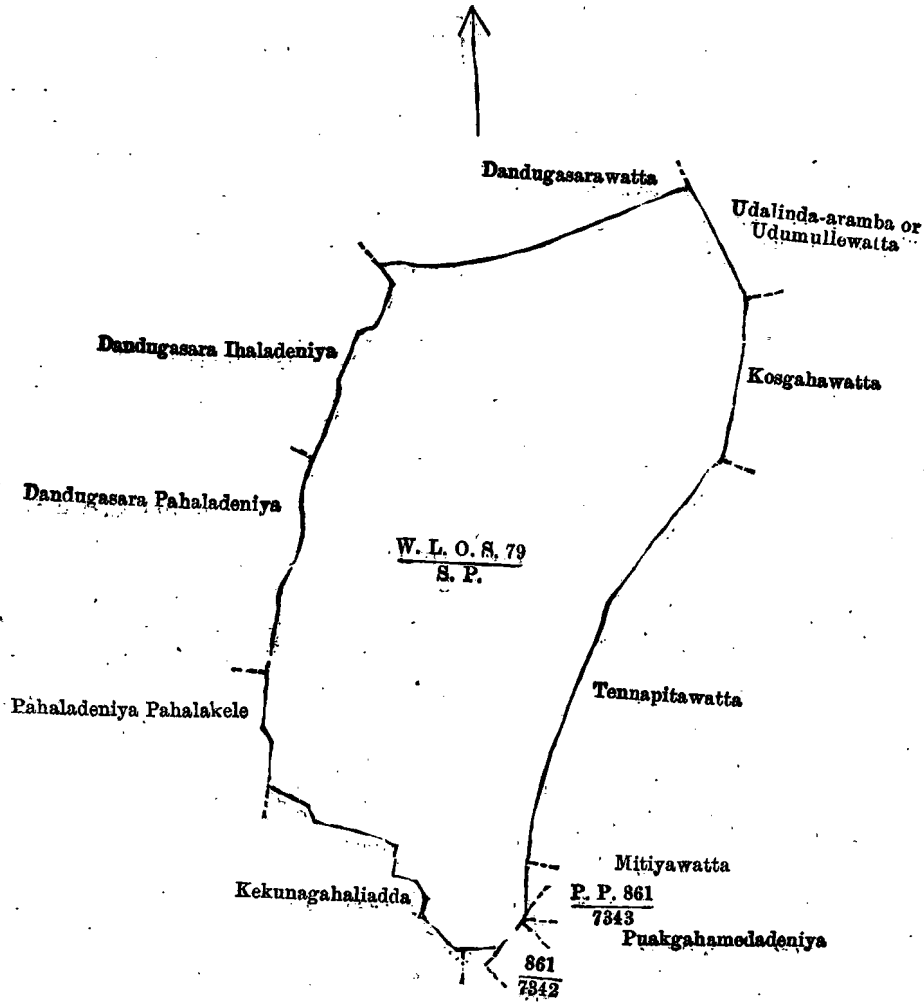 Dandugasarawatta
Udalinda-aramba or
Udumullewatta
Dandugasara Ihaladeniya
Kosgahawatta
Dandugasara Pahaladeniya
W. L. O. S. 79
S. P.
Tennapitawatta
Pahaladeniya Pahalakele
Mitiyawatta
Kekunagahaliadda
P. P. 861
7343
Puakgahamedadeniya
861
7342